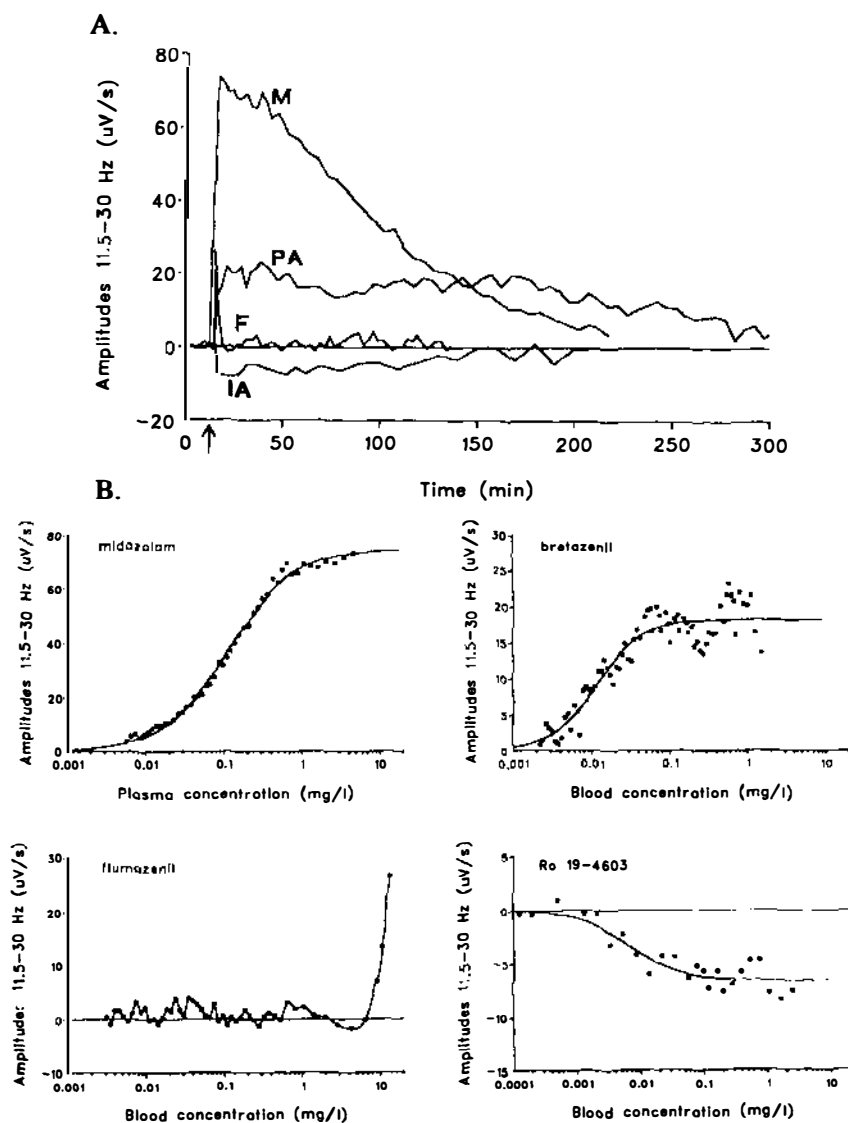 A.
Amplitudes 11.5-30 Hz (uV/s)
80
60
40
20
0
-20
M
PA
F
IA
0 50 100 150 200 250 300
Time (min)
B.
midazolam
Amplitudes 11.5-30 Hz (uV/s)
80
60
40
20
0
0.001 0.01 0.1 1 10
Plasma concentration (mg/l)
bretazenil
Amplitudes 11.5-30 Hz (uV/s)
30
25
20
15
10
5
0
0.001 0.01 0.1 1 10
Blood concentration (mg/l)
flumazenil
Amplitude: 11.5-30 Hz (uV/s)
30
20
10
0
-10
0.001 0.01 0.1 1 10
Blood concentration (mg/l)
Ro 19-4603
Amplitudes 11.5-30 Hz (uV/s)
5
0
-5
-10
-15
0.0001 0.001 0.01 0.1 1 10
Blood concentration (mg/l)